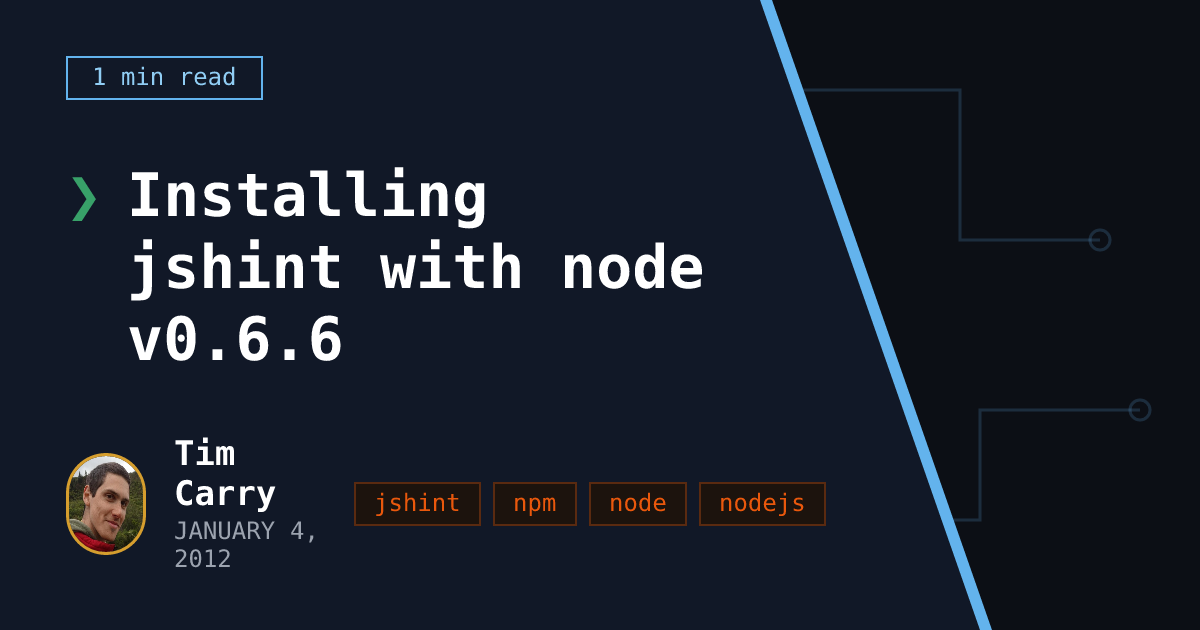 1 min read
❯ Installing
jshint with node
v0.6.6
Tim
Carry
JANUARY 4,
2012
jshint npm node nodejs